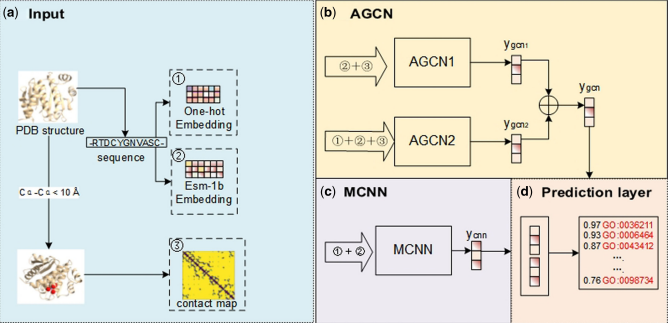 (a) Input
PDB structure
-RTDCYGNVASC-
sequence
①
One-hot
Embedding
②
Esm-1b
Embedding
Cα-Cα< 10 Å
③
contact map
(b) AGCN
②+③
AGCN1
ygcn1
①+②+③
AGCN2
ygcn2
ygcn
(c) MCNN
①+②
MCNN
ycnn
(d) Prediction layer
0.97 GO:0036211
0.93 GO:0006464
0.87 GO:0043412
...
...
0.76 GO:0098734